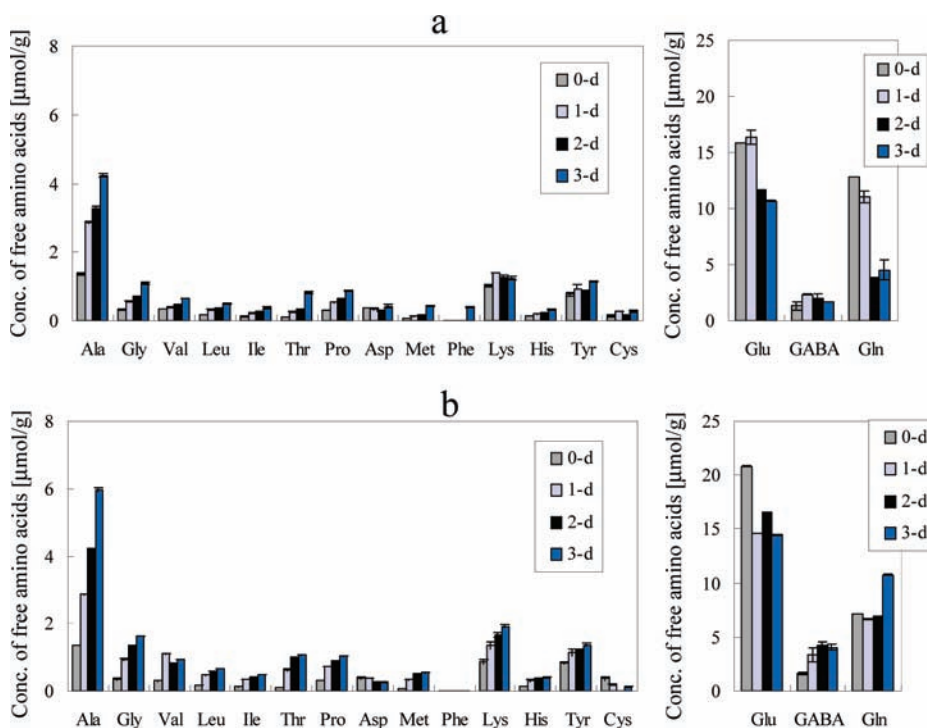 a
Conc. of free amino acids [µmol/g]
8
6
4
2
0
0-d
1-d
2-d
3-d
Ala Gly Val Leu Ile Thr Pro Asp Met Phe Lys His Tyr Cys
Conc. of free amino acids [µmol/g]
25
20
15
10
5
0
0-d
1-d
2-d
3-d
Glu GABA Gln
b
Conc. of free amino acids [µmol/g]
8
6
4
2
0
0-d
1-d
2-d
3-d
Ala Gly Val Leu Ile Thr Pro Asp Met Phe Lys His Tyr Cys
Conc. of free amino acids [µmol/g]
25
20
15
10
5
0
0-d
1-d
2-d
3-d
Glu GABA Gln